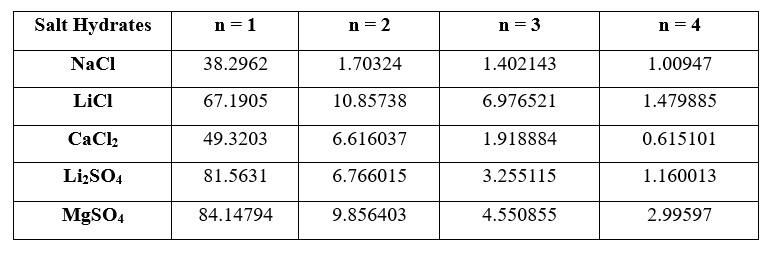 Salt Hydrates n = 1 n = 2 n = 3 n = 4
NaCl 38.2962 1.70324 1.402143 1.00947
LiCl 67.1905 10.85738 6.976521 1.479885
CaCl₂ 49.3203 6.616037 1.918884 0.615101
Li₂SO₄ 81.5631 6.766015 3.255115 1.160013
MgSO₄ 84.14794 9.856403 4.550855 2.99597